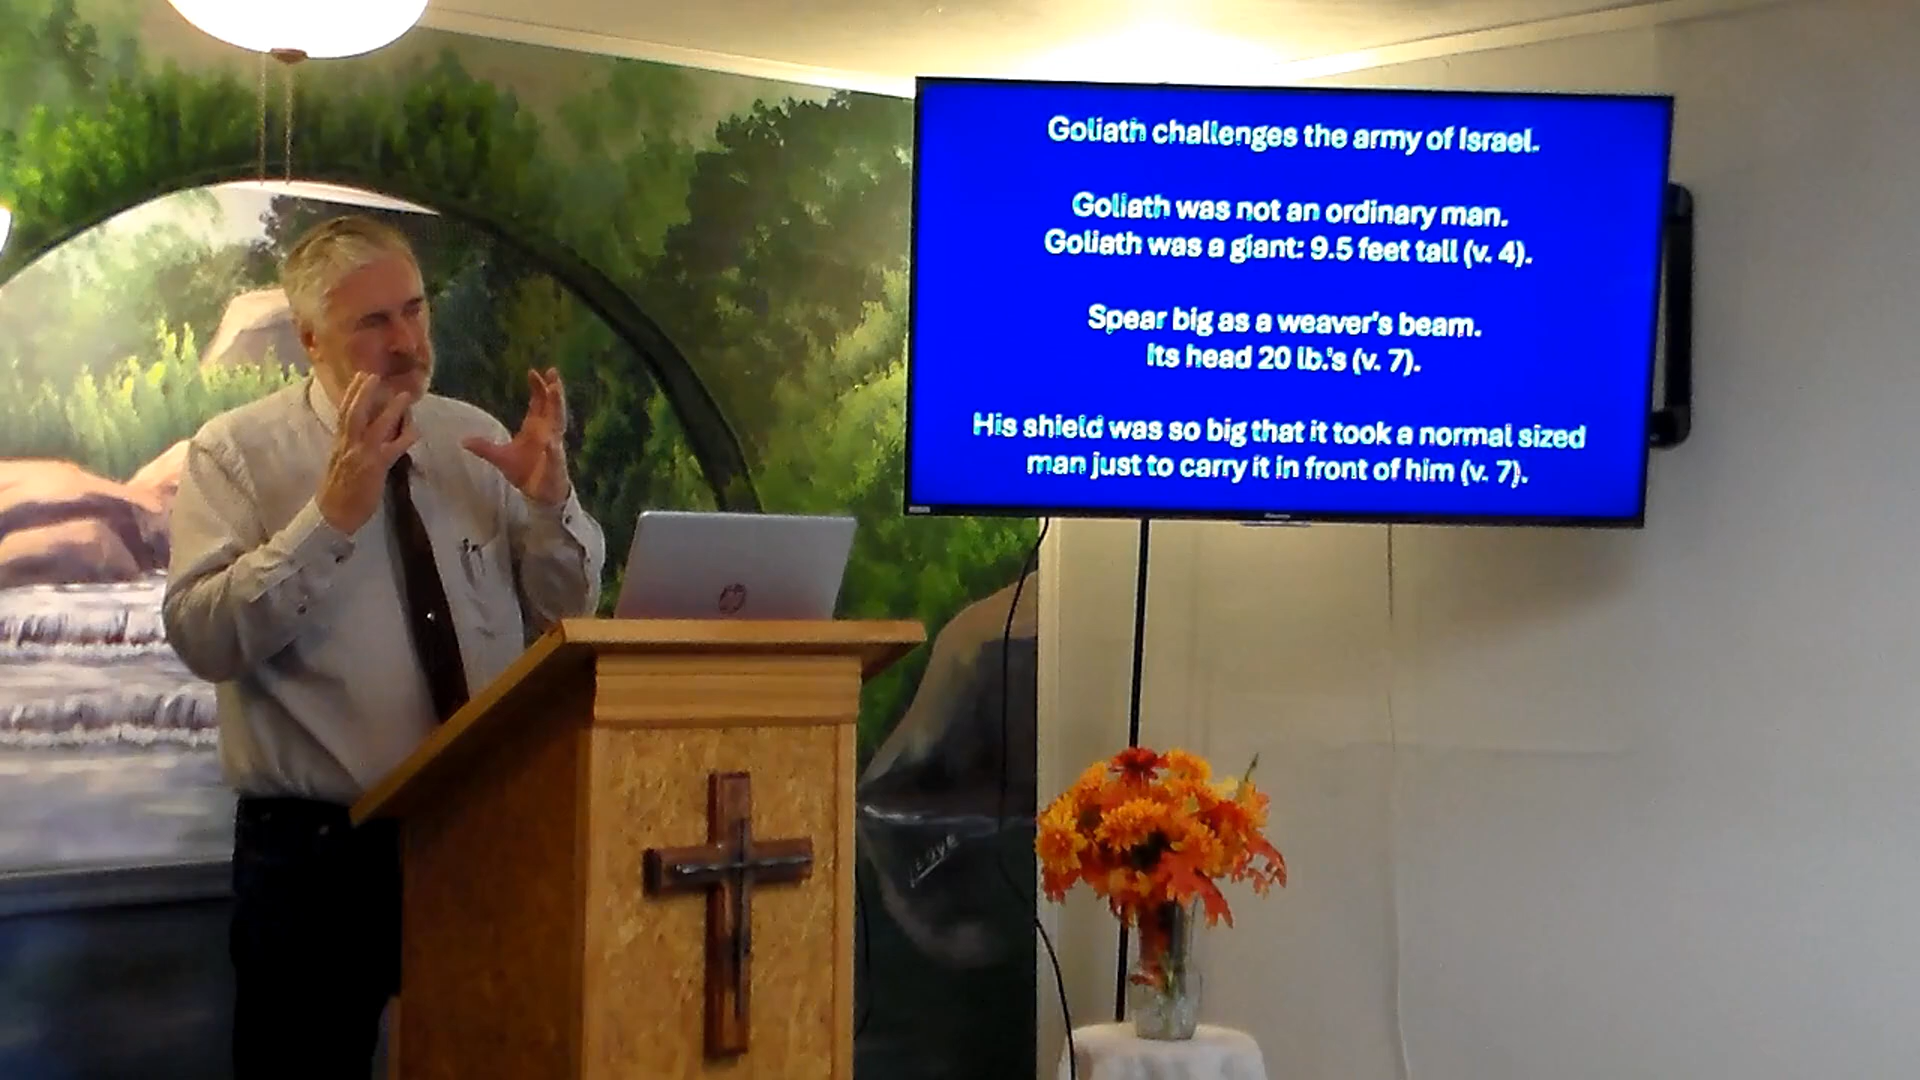 Goliath challenges the army of Israel.
Goliath was not an ordinary man.
Goliath was a giant: 9.5 feet tall (v. 4).
Spear big as a weaver's beam.
Its head 20 lb.'s (v. 7).
His shield was so big that it took a normal sized
man just to carry it in front of him (v. 7).